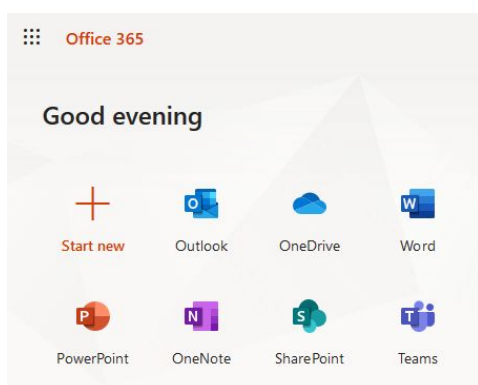 Office 365
Good evening
Start new Outlook OneDrive Word
PowerPoint OneNote SharePoint Teams